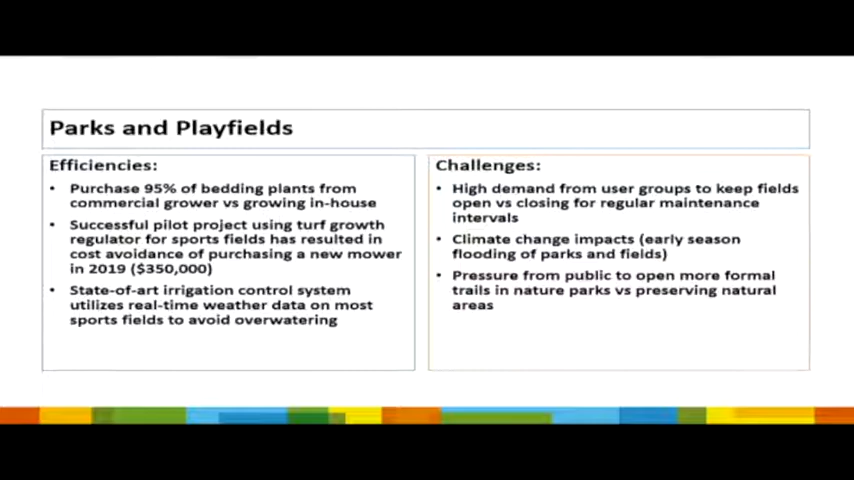 Parks and Playfields
Efficiencies:
• Purchase 95% of bedding plants from
commercial grower vs growing in-house
• Successful pilot project using turf growth
regulator for sports fields has resulted in
cost avoidance of purchasing a new mower
in 2019 ($350,000)
• State-of-art irrigation control system
utilizes real-time weather data on most
sports fields to avoid overwatering
Challenges:
• High demand from user groups to keep fields
open vs closing for regular maintenance
intervals
• Climate change impacts (early season
flooding of parks and fields)
• Pressure from public to open more formal
trails in nature parks vs preserving natural
areas